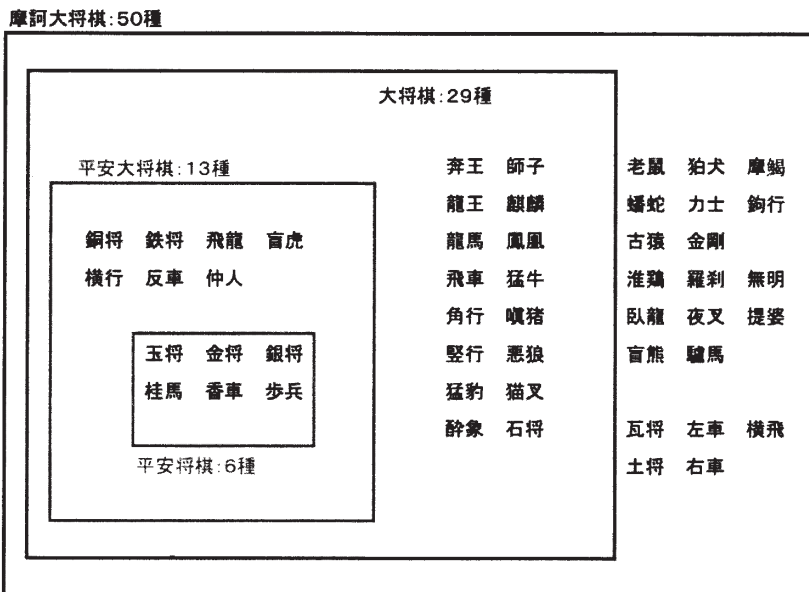 摩訶大将棋:50種
大将棋:29種
平安大将棋:13種
銅将 鉄将 飛龍 盲虎
横行 反車 仲人
玉将 金将 銀将
桂馬 香車 歩兵
平安将棋:6種
奔王 師子
龍王 麒麟
龍馬 鳳凰
飛車 猛牛
角行 嗔猪
竪行 悪狼
猛豹 猫叉
酔象 石将
老鼠 狛犬 摩羯
蟠蛇 力士 鉤行
古猿 金剛
淮鶏 羅刹 無明
臥龍 夜叉 提婆
盲熊 驢馬
瓦将 左車 横飛
土将 右車